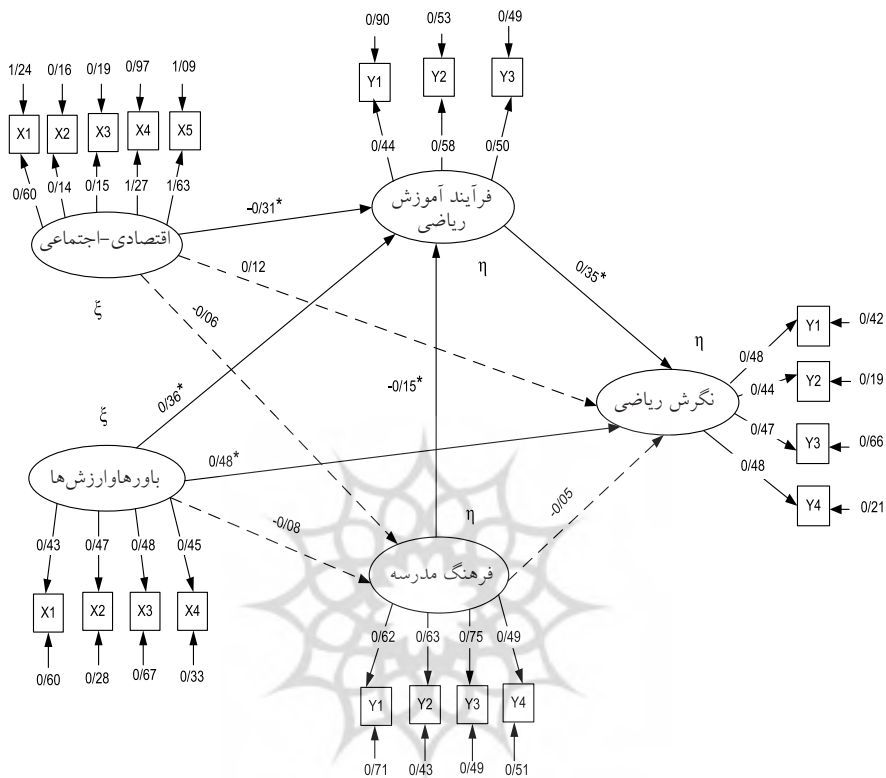 0/90 0/53 0/49
Y1 Y2 Y3
0/44 0/58 0/50
فرآیند آموزش
ریاضی
η
1/24 0/16 0/19 0/97 1/09
X1 X2 X3 X4 X5
0/60 0/14 0/15 1/27 1/63
اقتصادی-اجتماعی
ξ
-0/31*
0/12
-0/06
0/36*
-0/15*
0/35*
0/48*
-0/08
-0/05
ξ
باورهاوارزش‌ها
0/43 0/47 0/48 0/45
X1 X2 X3 X4
0/60 0/28 0/67 0/33
η
نگرش ریاضی
0/48 Y1 0/42
0/44 Y2 0/19
0/47 Y3 0/66
0/48 Y4 0/21
η
فرهنگ مدرسه
0/62 0/63 0/75 0/49
Y1 Y2 Y3 Y4
0/71 0/43 0/49 0/51